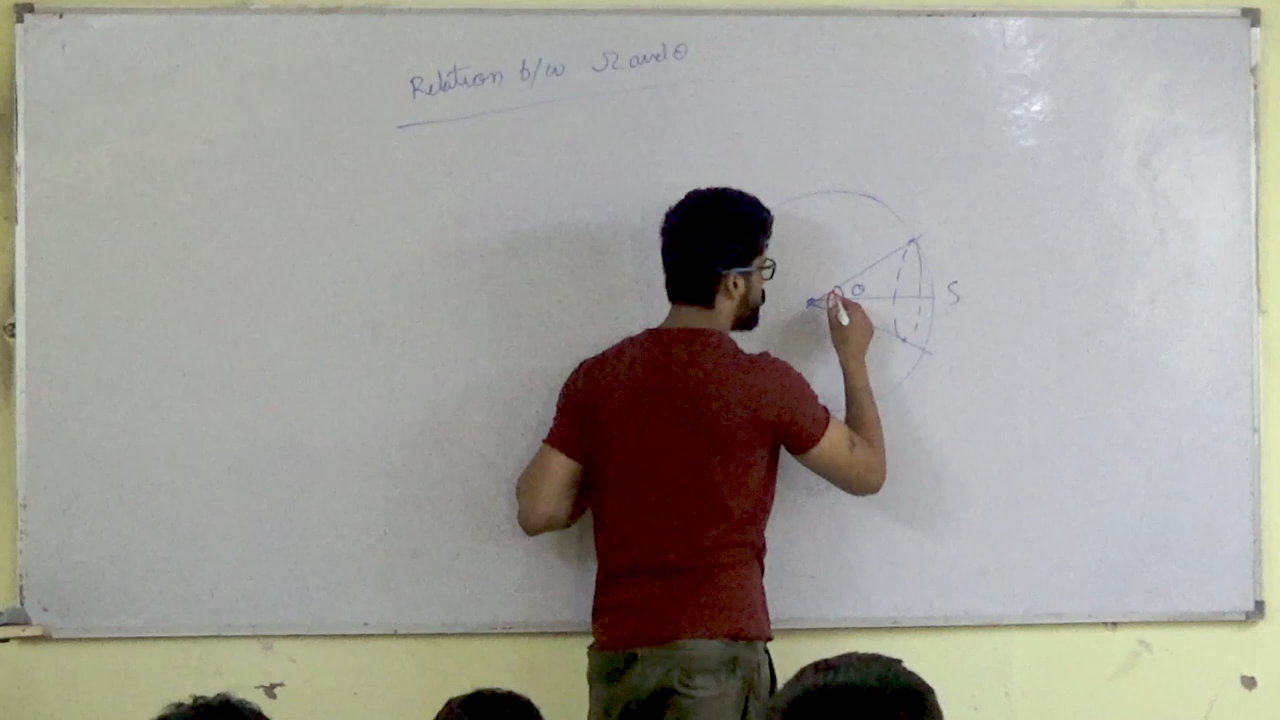 Relation b/w Ω and θ
θ
S